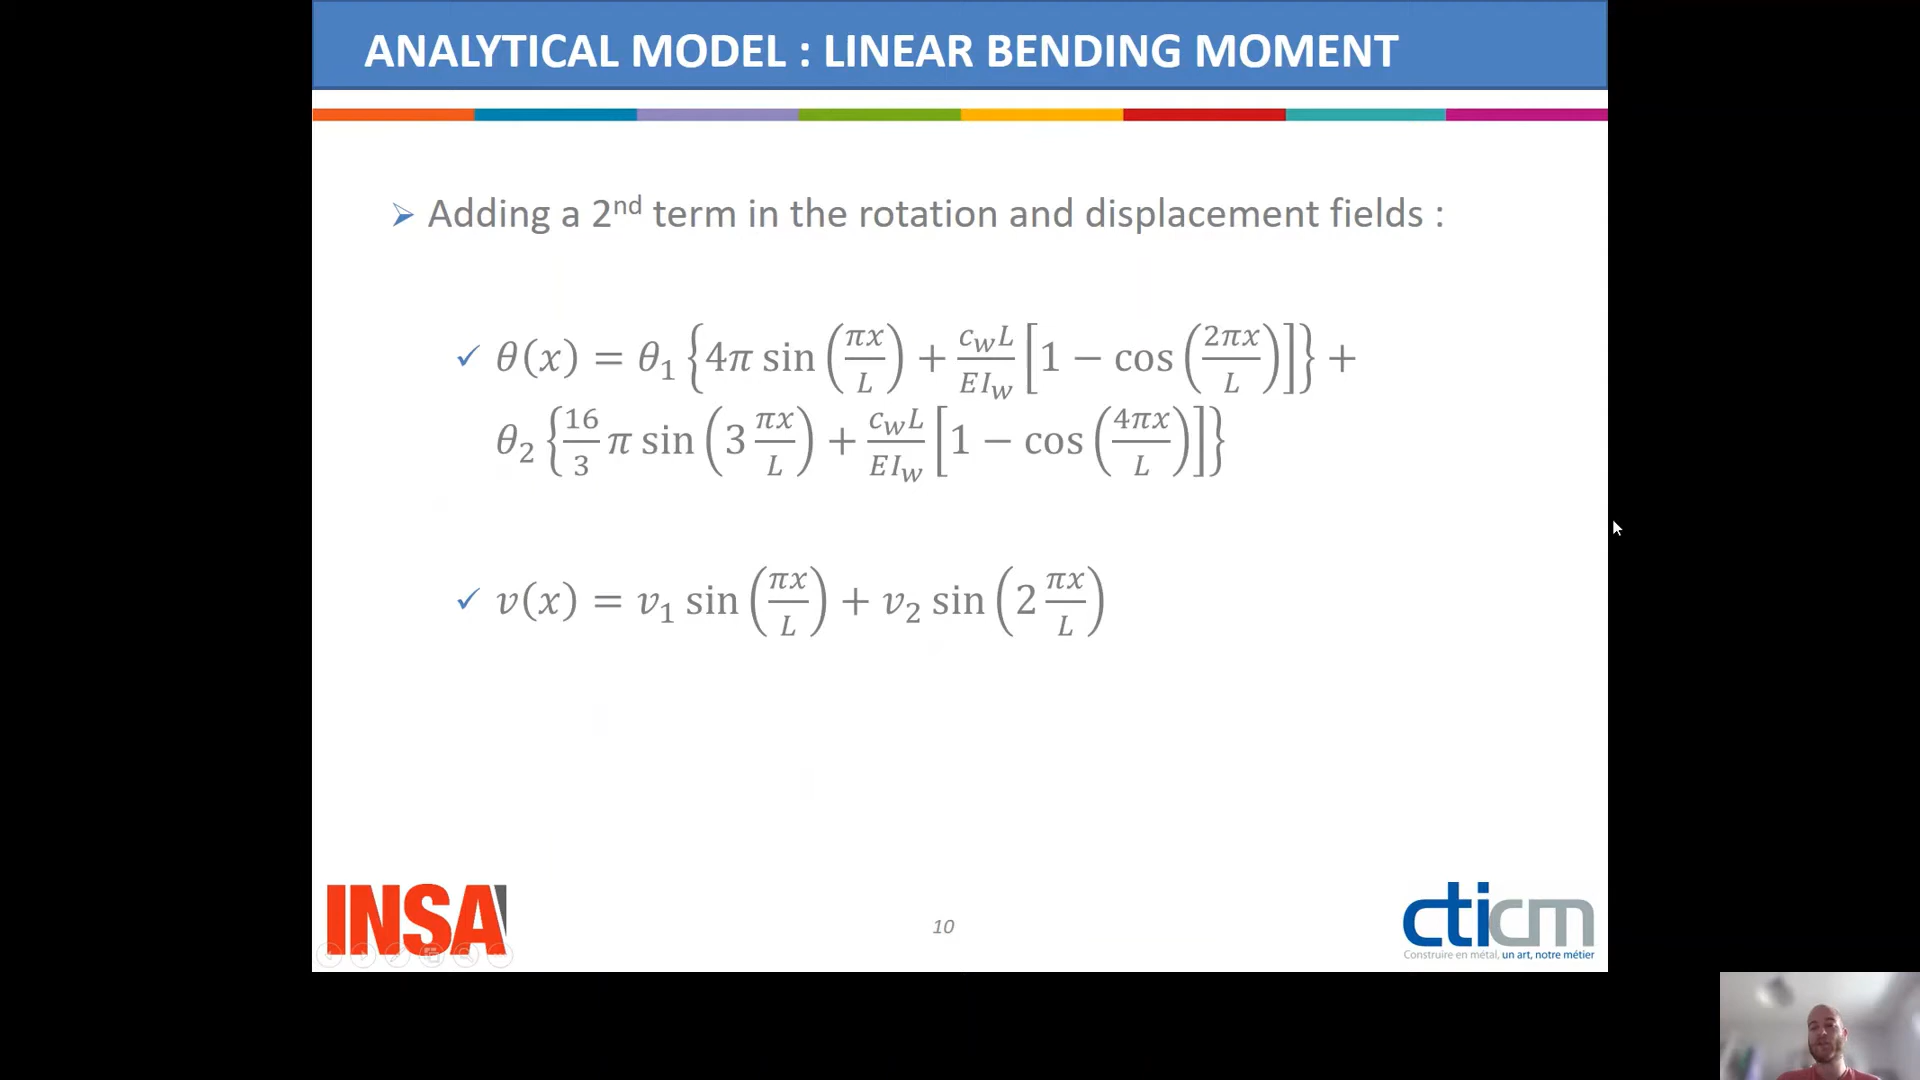 ANALYTICAL MODEL : LINEAR BENDING MOMENT
➢ Adding a 2nd term in the rotation and displacement fields :
✓ θ(x) = θ₁ {4π sin(πx/L) + c_wL/EI_w [1 − cos(2πx/L)]} +
θ₂ {16/3 π sin(3 πx/L) + c_wL/EI_w [1 − cos(4πx/L)]}
✓ v(x) = v₁ sin(πx/L) + v₂ sin(2 πx/L)
INSA
10
cticm
Construire en métal, un art, notre métier